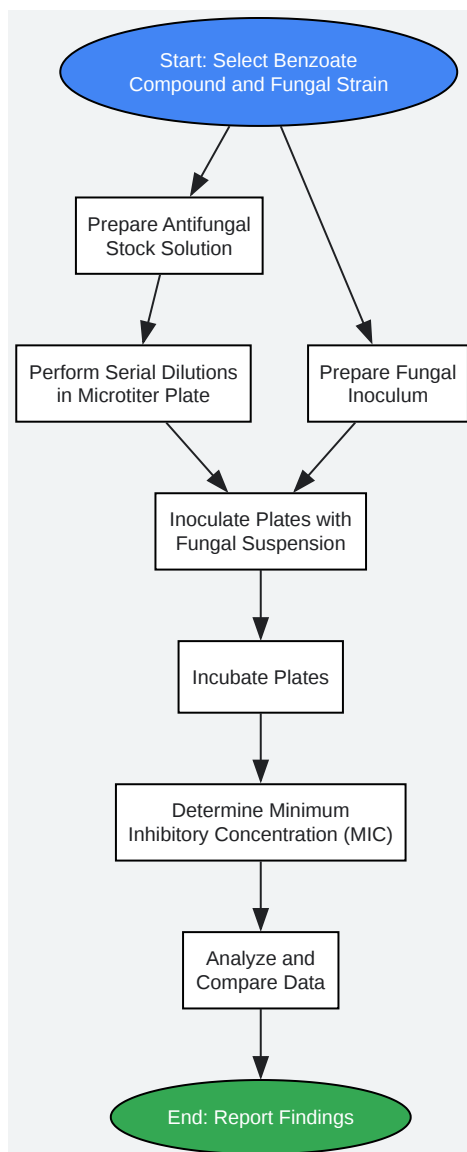 Start: Select Benzoate
Compound and Fungal Strain
Prepare Antifungal
Stock Solution
Perform Serial Dilutions
in Microtiter Plate
Prepare Fungal
Inoculum
Inoculate Plates with
Fungal Suspension
Incubate Plates
Determine Minimum
Inhibitory Concentration (MIC)
Analyze and
Compare Data
End: Report Findings